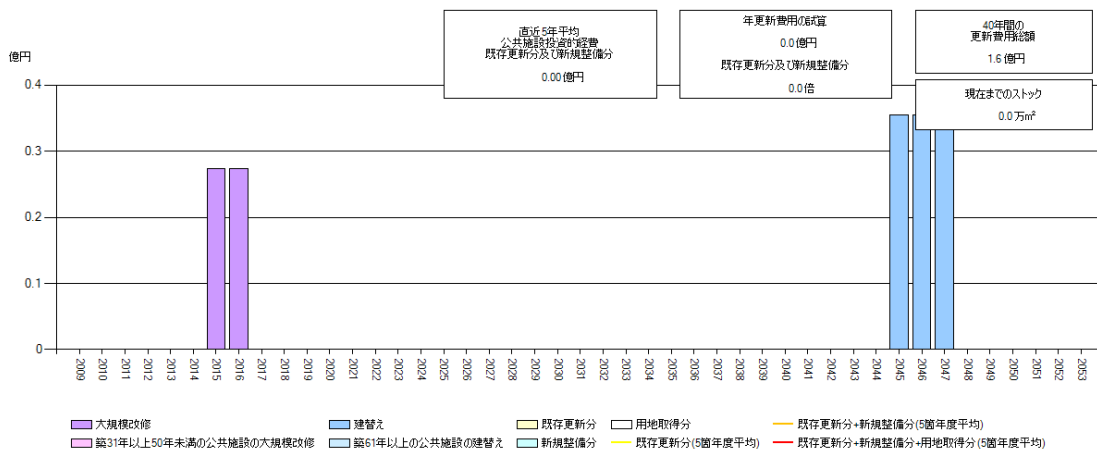 直近5年平均
公共施設投資的経費
既存更新分及び新規整備分
0.00億円
年更新費用の試算
0.0億円
既存更新分及び新規整備分
0.0倍
40年間の
更新費用総額
1.6億円
現在までのストック
0.0万㎡
億円
0.4
0.3
0.2
0.1
0
2009
2010
2011
2012
2013
2014
2015
2016
2017
2018
2019
2020
2021
2022
2023
2024
2025
2026
2027
2028
2029
2030
2031
2032
2033
2034
2035
2036
2037
2038
2039
2040
2041
2042
2043
2044
2045
2046
2047
2048
2049
2050
2051
2052
2053
大規模改修
建替え
既存更新分
用地取得分
既存更新分+新規整備分(5箇年度平均)
築31年以上50年未満の公共施設の大規模改修
築61年以上の公共施設の建替え
新規整備分
既存更新分(5箇年度平均)
既存更新分+新規整備分+用地取得分(5箇年度平均)